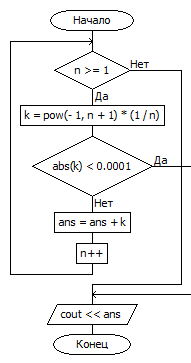 Начало
n >= 1
Нет
Да
k = pow(- 1, n + 1) * (1 / n)
abs(k) < 0.0001
Да
Нет
ans = ans + k
n++
cout << ans
Конец